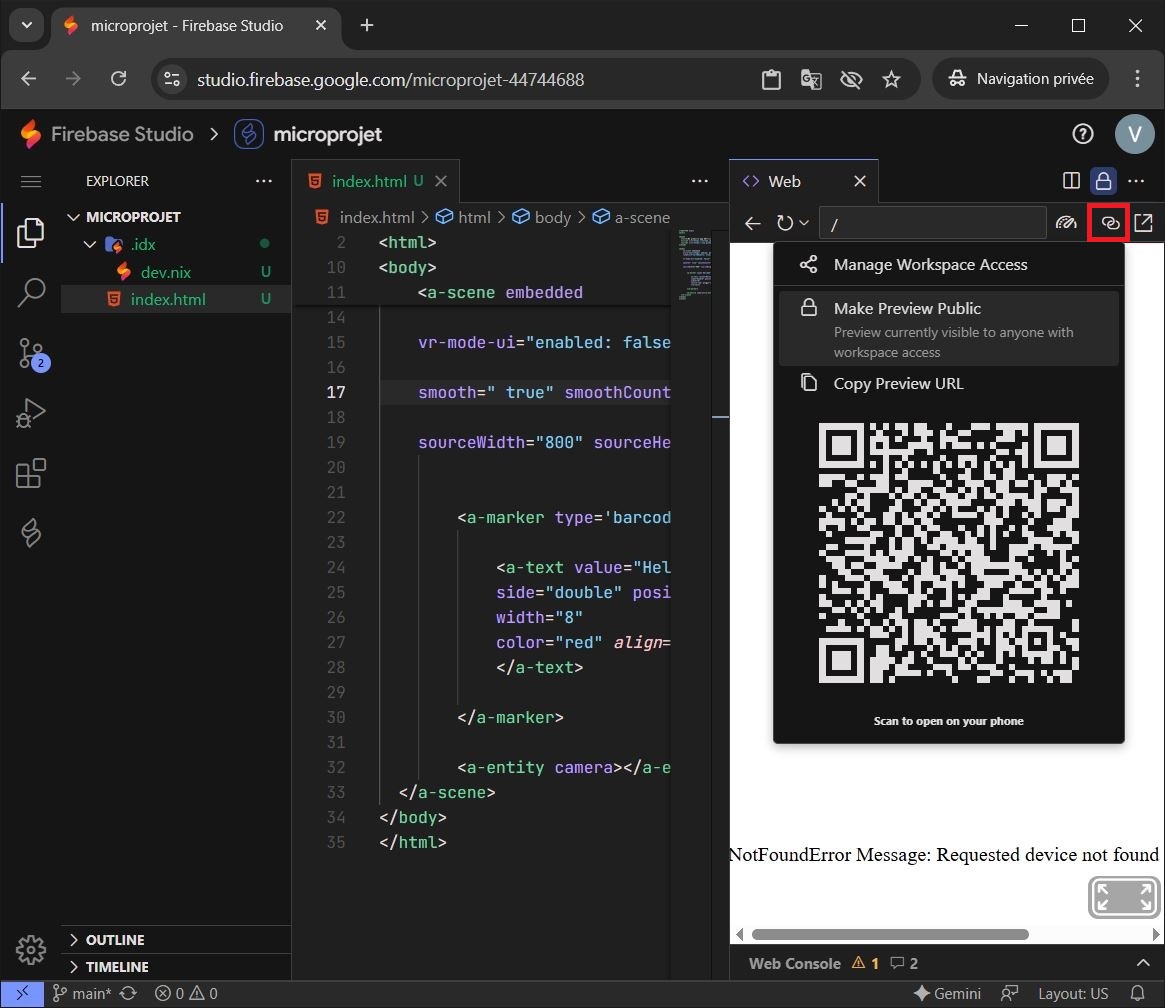 microprojet - Firebase Studio
studio.firebase.google.com/microprojet-44744688
Navigation privée
Firebase Studio > microprojet
V
EXPLORER
MICROPROJET
.idx
dev.nix U
index.html U
2
OUTLINE
TIMELINE
index.html U
index.html > html > body > a-scene
2 <html>
10 <body>
11 <a-scene embedded
14
15 vr-mode-ui="enabled: false
16
17 smooth=" true" smoothCount
18
19 sourceWidth="800" sourceHe
20
21
22 <a-marker type='barcod
23
24 <a-text value="Hel
25 side="double" posi
26 width="8"
27 color="red" align=
28 </a-text>
29
30 </a-marker>
31
32 <a-entity camera></a-e
33 </a-scene>
34 </body>
35 </html>
Web
/
Manage Workspace Access
Make Preview Public
Preview currently visible to anyone with
workspace access
Copy Preview URL
Scan to open on your phone
NotFoundError Message: Requested device not found
Web Console 1 2
main* 0 0
Gemini
Layout: US